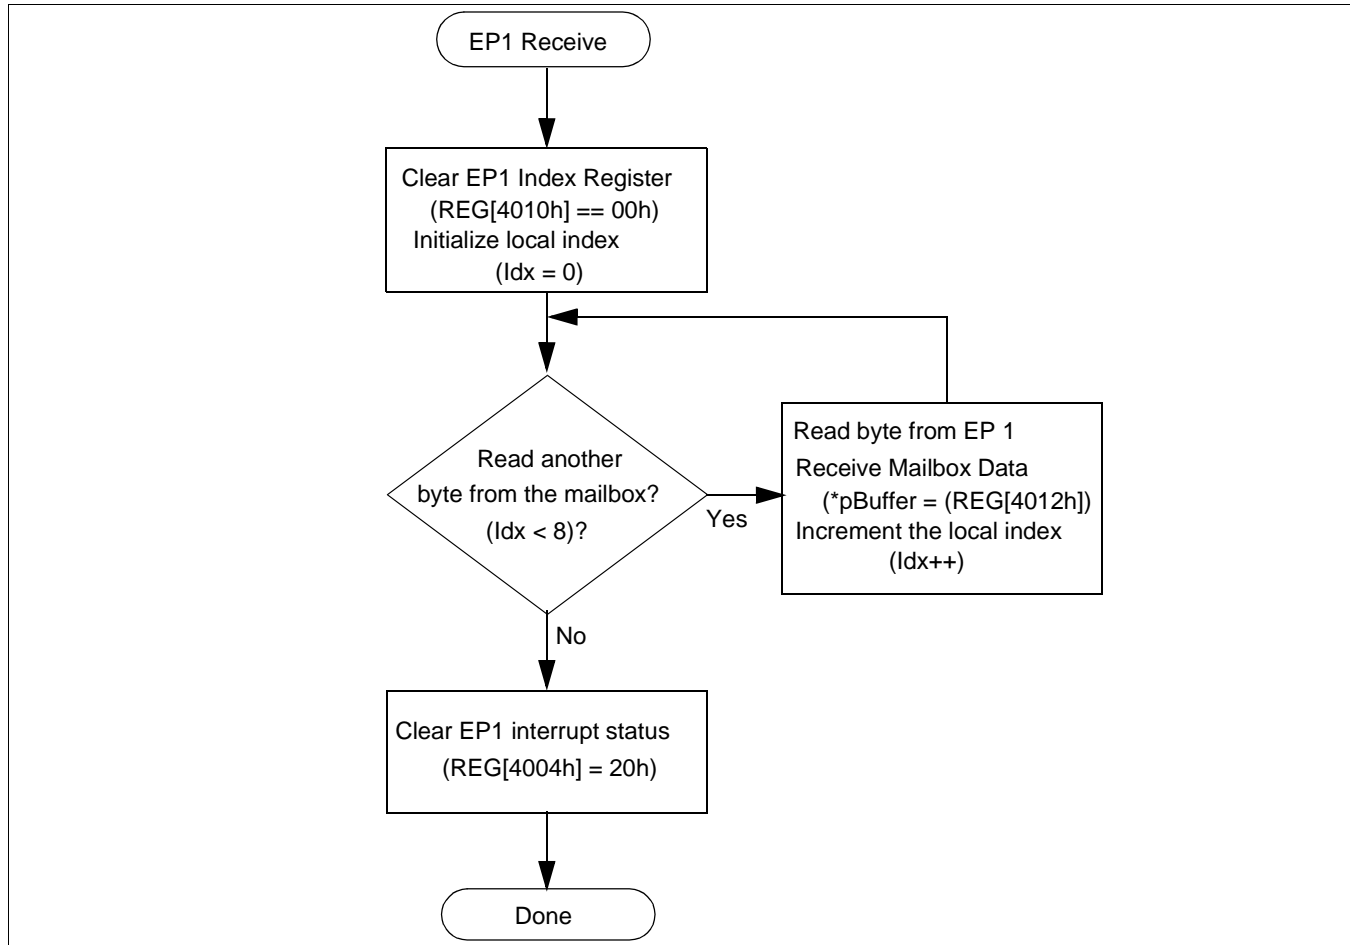 EP1 Receive
Clear EP1 Index Register
(REG[4010h] == 00h)
Initialize local index
(Idx = 0)
Read another
byte from the mailbox?
(Idx < 8)?
Yes
Read byte from EP 1
Receive Mailbox Data
(*pBuffer = (REG[4012h])
Increment the local index
(Idx++)
No
Clear EP1 interrupt status
(REG[4004h] = 20h)
Done